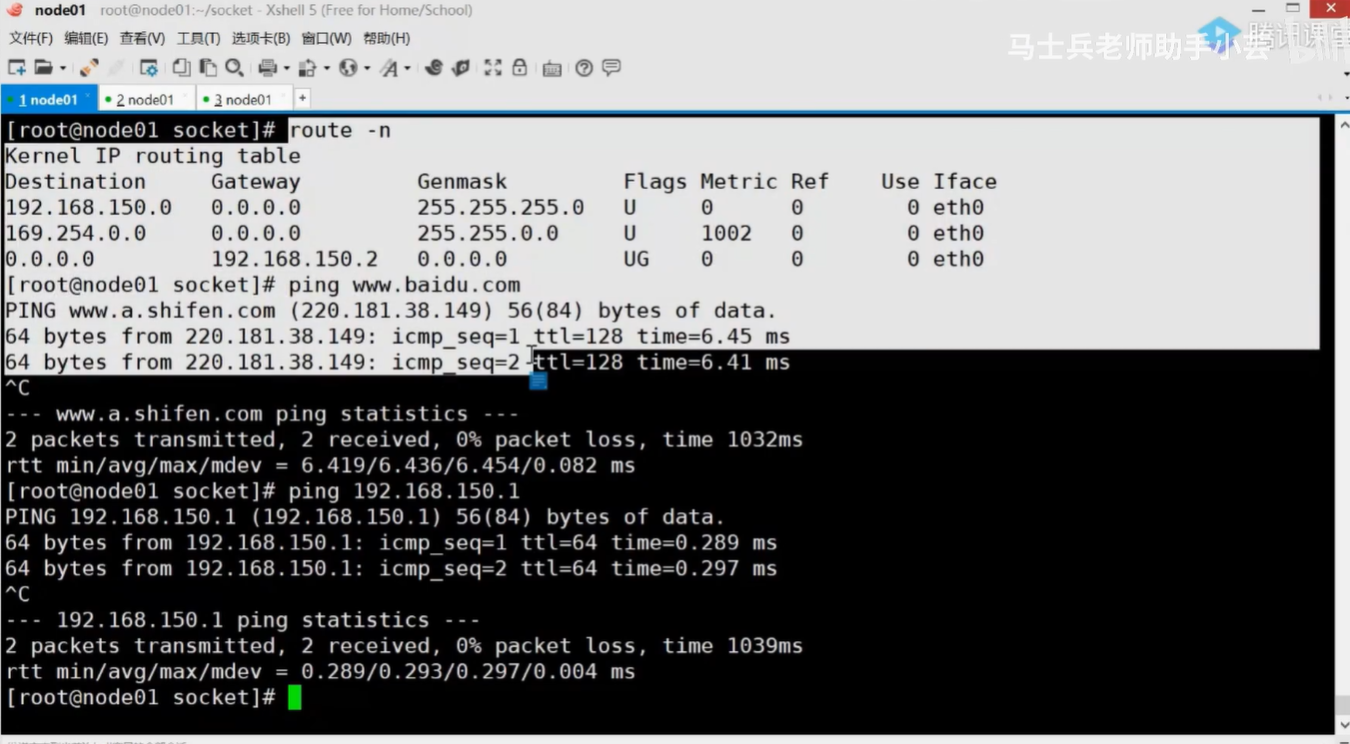 node01 root@node01:~/socket - Xshell 5 (Free for Home/School)
文件(F) 编辑(E) 查看(V) 工具(T) 选项卡(B) 窗口(W) 帮助(H)
马士兵老师助手小芸
腾讯课堂
1 node01 2 node01 3 node01 +
[root@node01 socket]# route -n
Kernel IP routing table
Destination Gateway Genmask Flags Metric Ref Use Iface
192.168.150.0 0.0.0.0 255.255.255.0 U 0 0 0 eth0
169.254.0.0 0.0.0.0 255.255.0.0 U 1002 0 0 eth0
0.0.0.0 192.168.150.2 0.0.0.0 UG 0 0 0 eth0
[root@node01 socket]# ping www.baidu.com
PING www.a.shifen.com (220.181.38.149) 56(84) bytes of data.
64 bytes from 220.181.38.149: icmp_seq=1 ttl=128 time=6.45 ms
64 bytes from 220.181.38.149: icmp_seq=2 ttl=128 time=6.41 ms
^C
--- www.a.shifen.com ping statistics ---
2 packets transmitted, 2 received, 0% packet loss, time 1032ms
rtt min/avg/max/mdev = 6.419/6.436/6.454/0.082 ms
[root@node01 socket]# ping 192.168.150.1
PING 192.168.150.1 (192.168.150.1) 56(84) bytes of data.
64 bytes from 192.168.150.1: icmp_seq=1 ttl=64 time=0.289 ms
64 bytes from 192.168.150.1: icmp_seq=2 ttl=64 time=0.297 ms
^C
--- 192.168.150.1 ping statistics ---
2 packets transmitted, 2 received, 0% packet loss, time 1039ms
rtt min/avg/max/mdev = 0.289/0.293/0.297/0.004 ms
[root@node01 socket]#